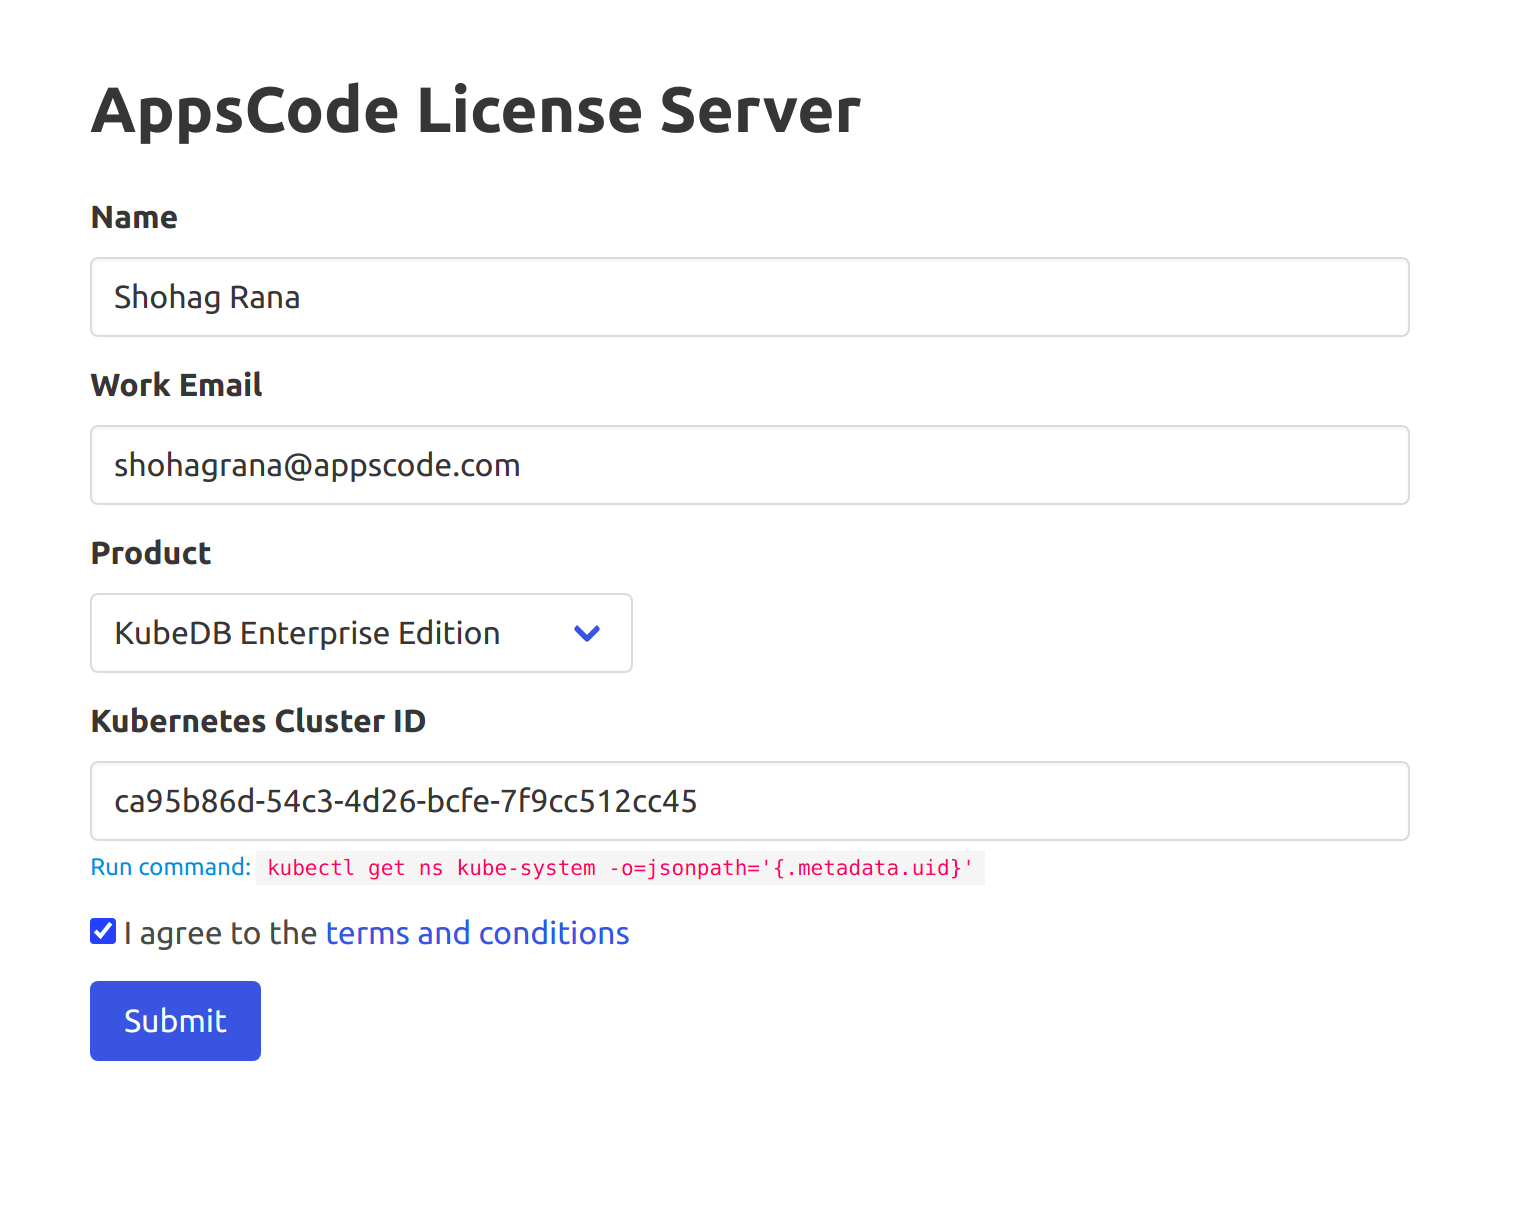 AppsCode License Server
Name
Shohag Rana
Work Email
shohagrana@appscode.com
Product
KubeDB Enterprise Edition
Kubernetes Cluster ID
ca95b86d-54c3-4d26-bcfe-7f9cc512cc45
Run command: kubectl get ns kube-system -o=jsonpath='{.metadata.uid}'
I agree to the terms and conditions
Submit